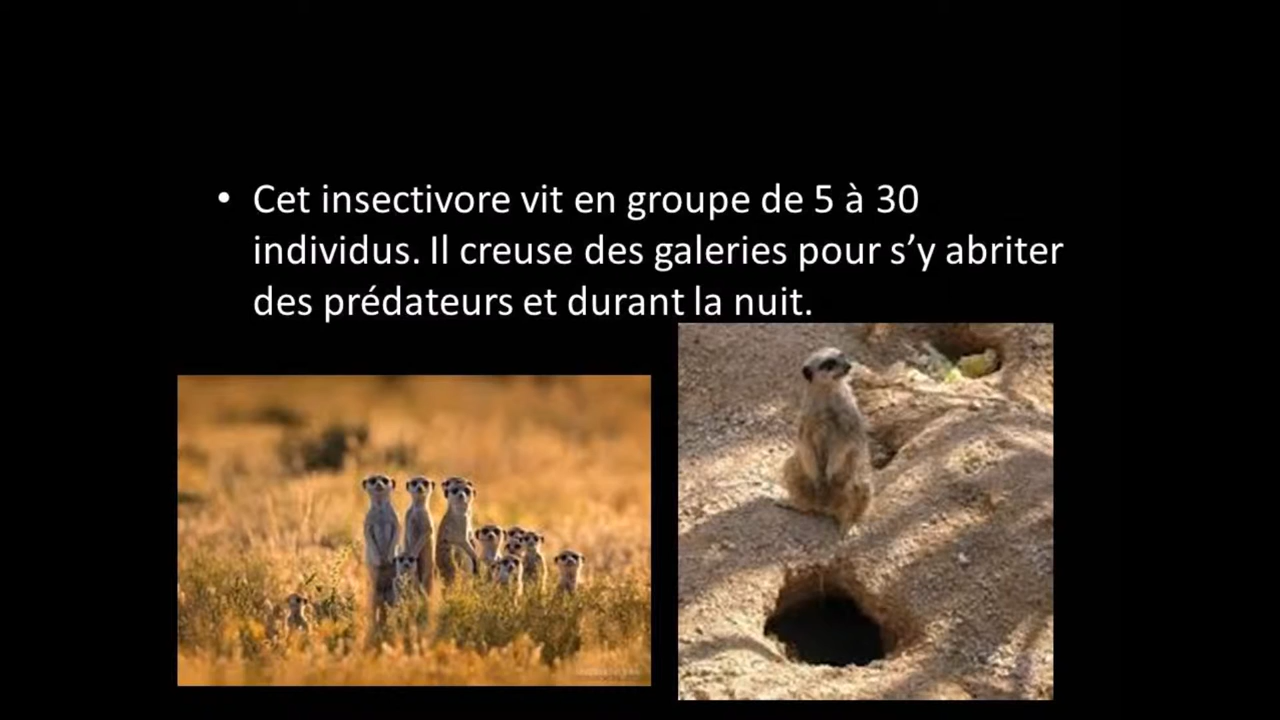 • Cet insectivore vit en groupe de 5 à 30
individus. Il creuse des galeries pour s’y abriter
des prédateurs et durant la nuit.